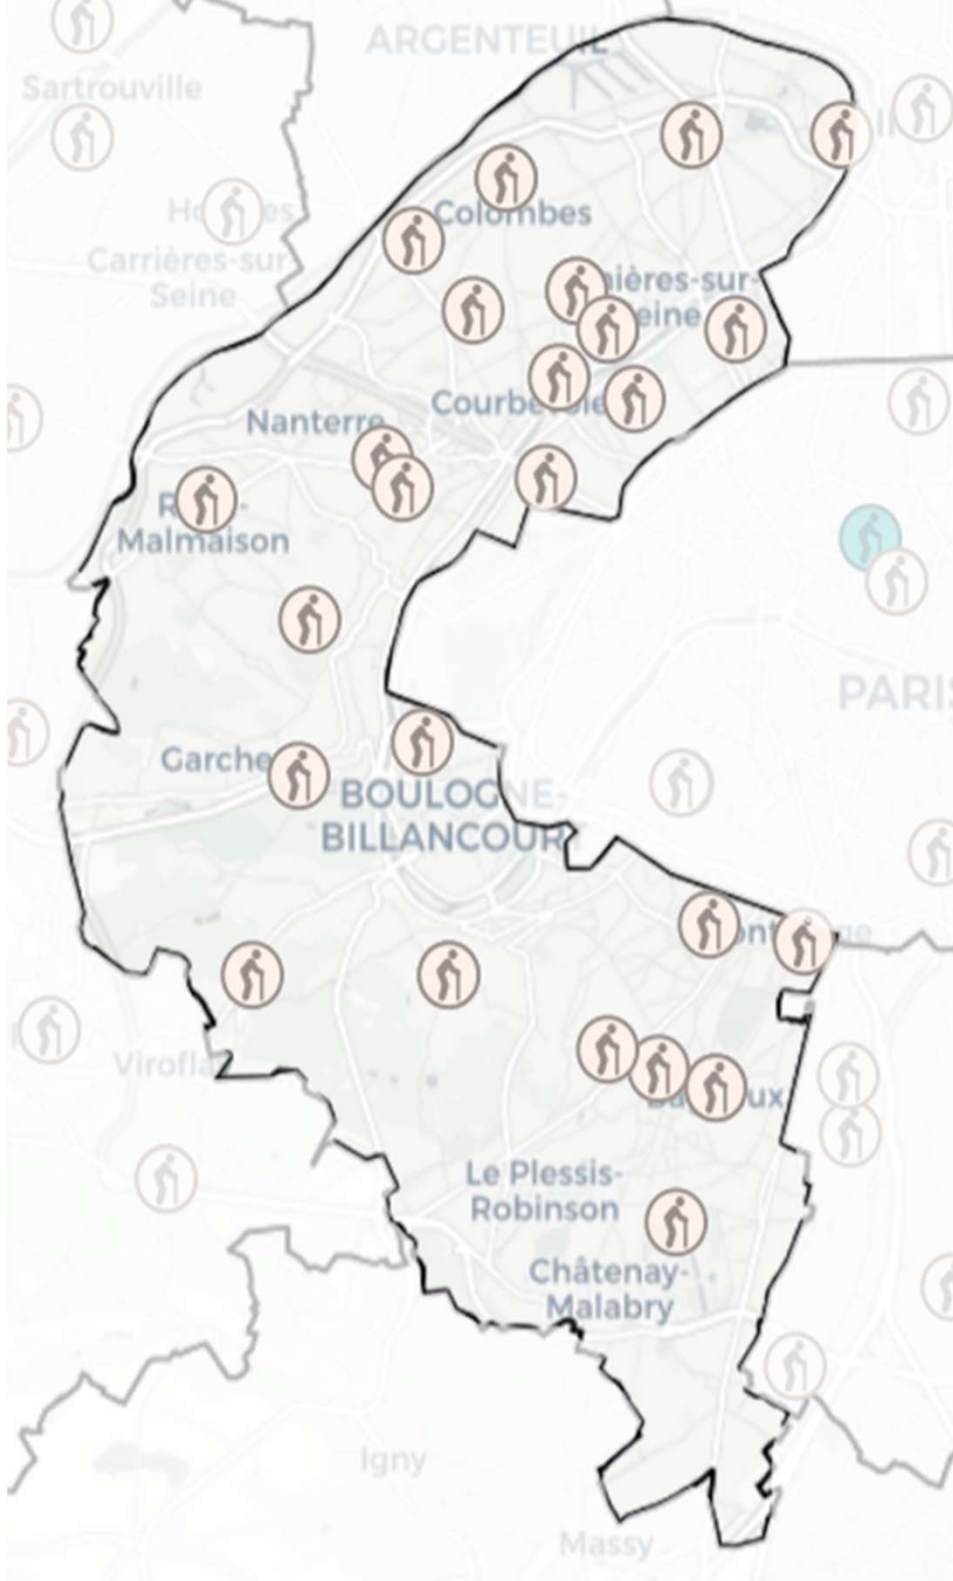 ARGENTEUIL
Sartrouville
Colombes
Carrières-sur-
Seine
Nanterre
Malmaison
PARIS
Garche
BOULOGNE-
BILLANCOURT
Le Plessis-
Robinson
Châtenay-
Malabry
Igny
Massy